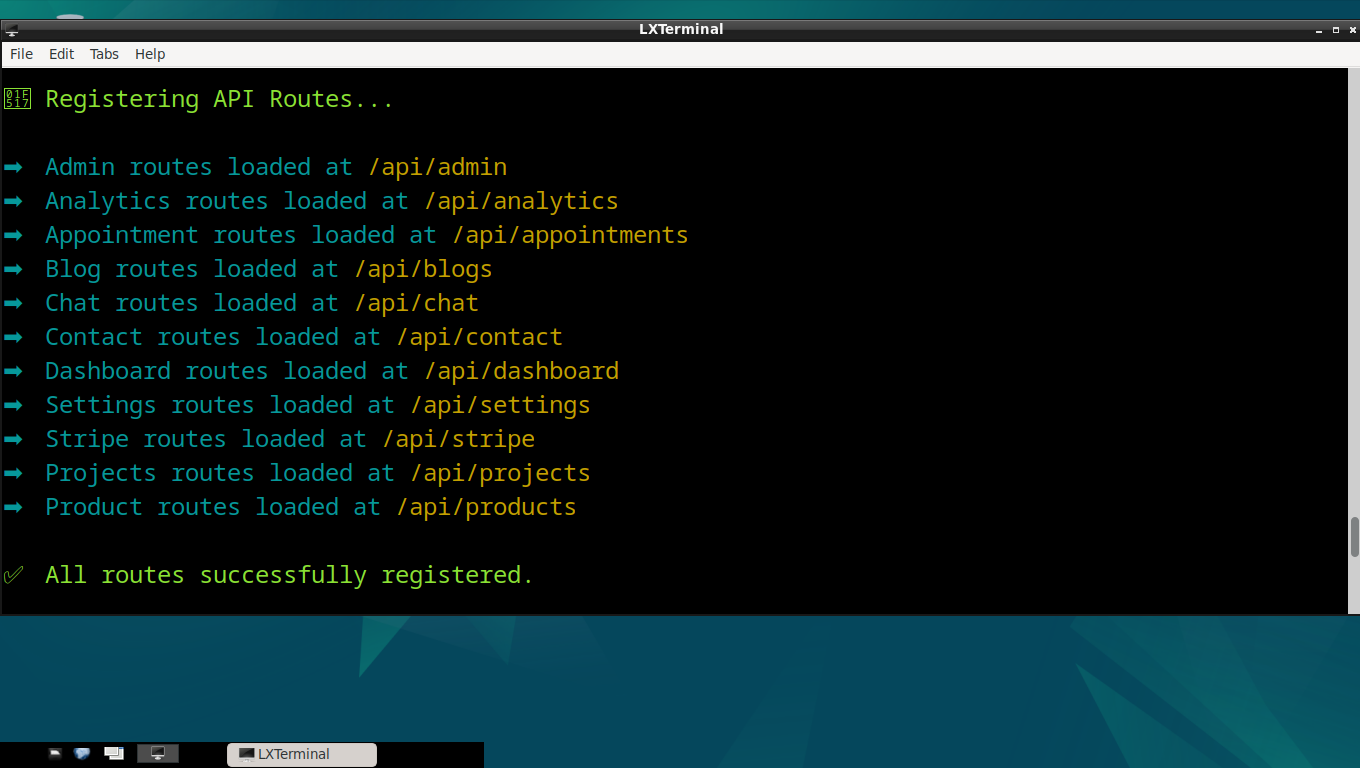 LXTerminal
File Edit Tabs Help
01F517 Registering API Routes...
➡ Admin routes loaded at /api/admin
➡ Analytics routes loaded at /api/analytics
➡ Appointment routes loaded at /api/appointments
➡ Blog routes loaded at /api/blogs
➡ Chat routes loaded at /api/chat
➡ Contact routes loaded at /api/contact
➡ Dashboard routes loaded at /api/dashboard
➡ Settings routes loaded at /api/settings
➡ Stripe routes loaded at /api/stripe
➡ Projects routes loaded at /api/projects
➡ Product routes loaded at /api/products
✅ All routes successfully registered.
LXTerminal